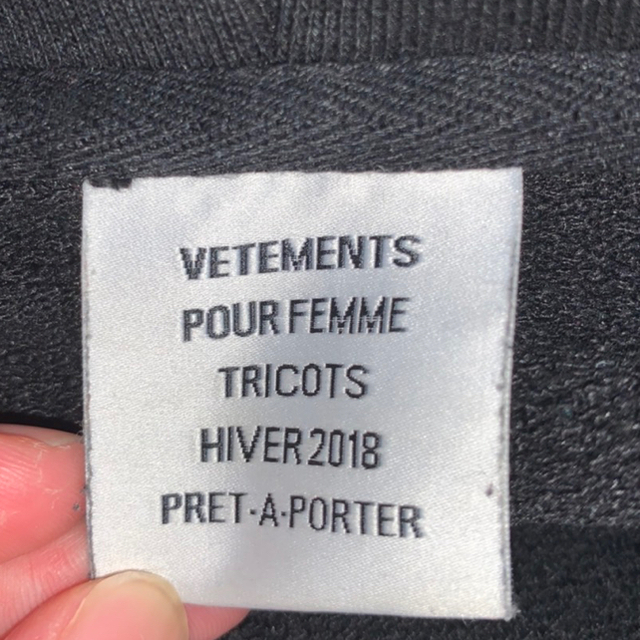 VETEMENTS
POUR FEMME
TRICOTS
HIVER 2018
PRET-A-PORTER